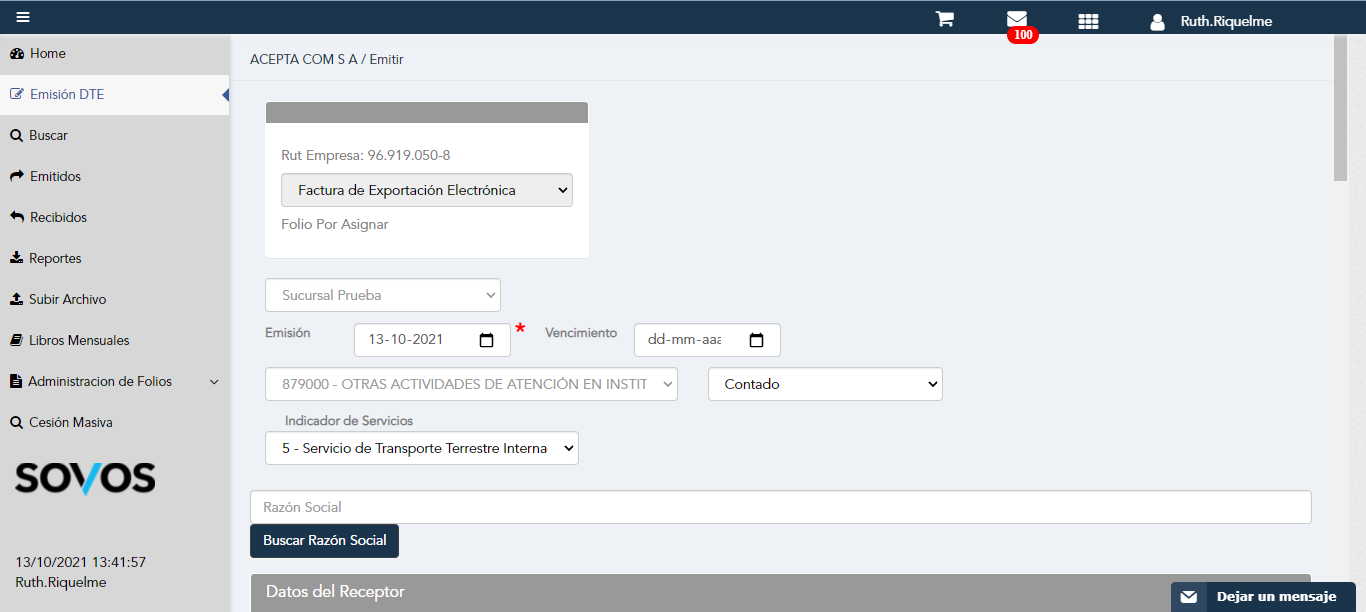 Ruth.Riquelme
100
Home
Emisión DTE
Buscar
Emitidos
Recibidos
Reportes
Subir Archivo
Libros Mensuales
Administracion de Folios
Cesión Masiva
SOVOS
13/10/2021 13:41:57
Ruth.Riquelme
ACEPTA COM S A / Emitir
Rut Empresa: 96.919.050-8
Factura de Exportación Electrónica
Folio Por Asignar
Sucursal Prueba
Emisión 13-10-2021 * Vencimiento dd-mm-aaa
879000 - OTRAS ACTIVIDADES DE ATENCIÓN EN INSTIT Contado
Indicador de Servicios
5 - Servicio de Transporte Terrestre Interna
Razón Social
Buscar Razón Social
Datos del Receptor
Dejar un mensaje